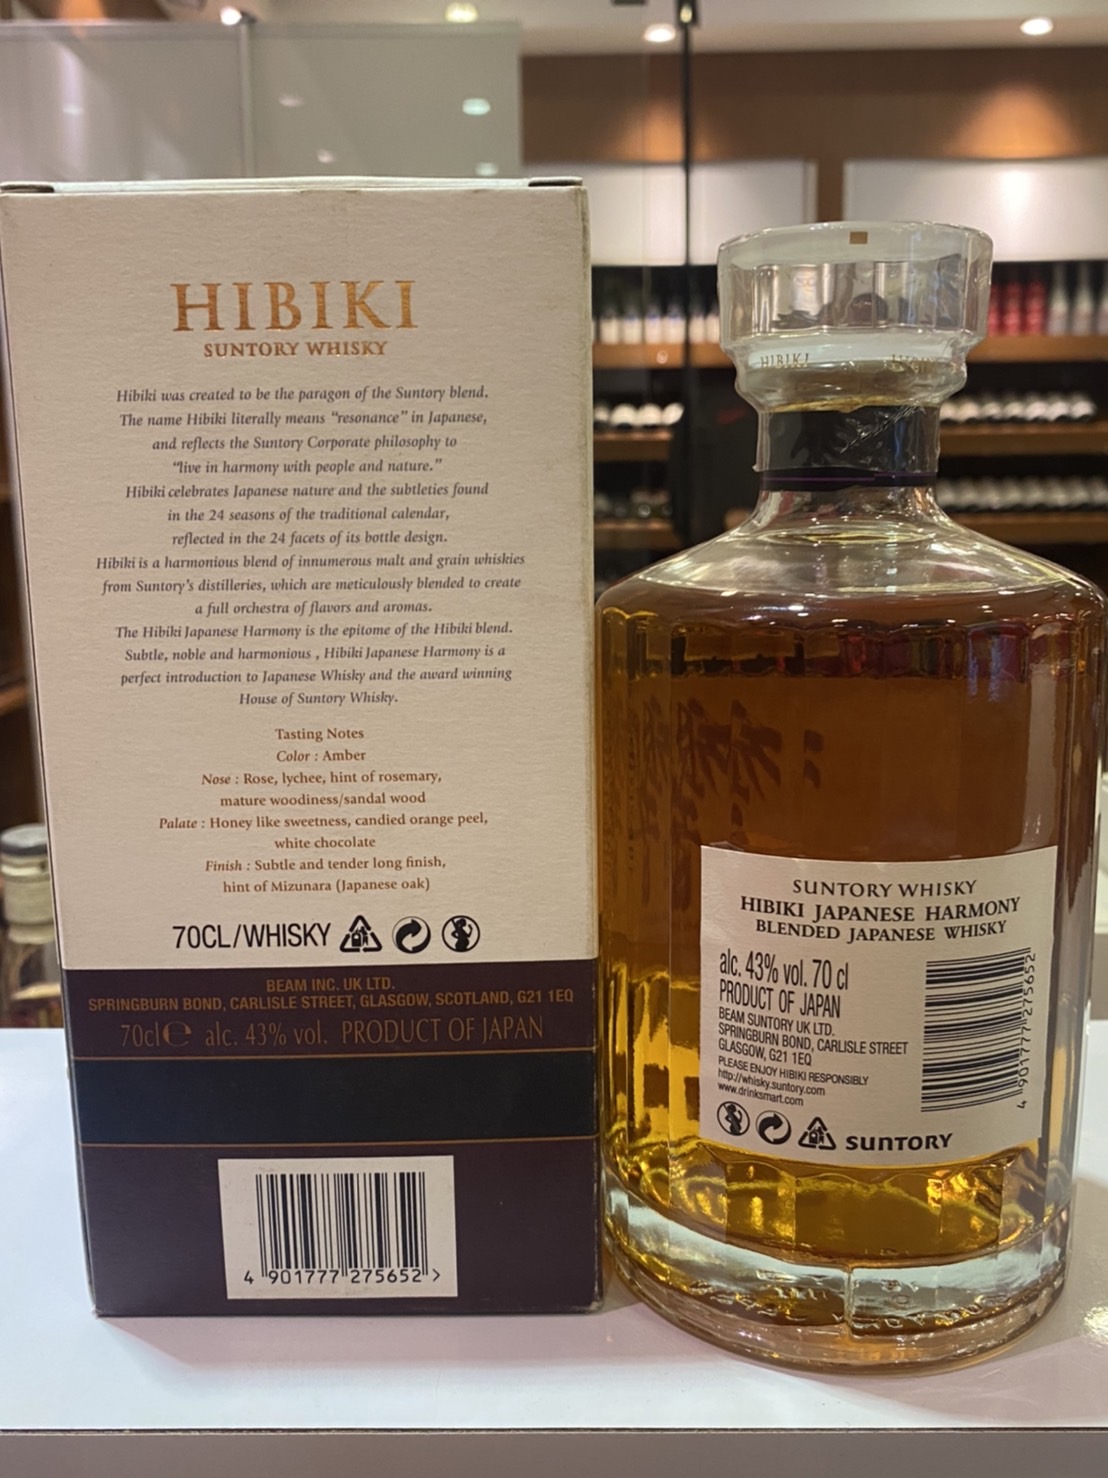 HIBIKI
SUNTORY WHISKY
Hibiki was created to be the paragon of the Suntory blend.
The name Hibiki literally means “resonance” in Japanese,
and reflects the Suntory Corporate philosophy to
“live in harmony with people and nature.”
Hibiki celebrates Japanese nature and the subtleties found
in the 24 seasons of the traditional calendar,
reflected in the 24 facets of its bottle design.
Hibiki is a harmonious blend of innumerous malt and grain whiskies
from Suntory’s distilleries, which are meticulously blended to create
a full orchestra of flavors and aromas.
The Hibiki Japanese Harmony is the epitome of the Hibiki blend.
Subtle, noble and harmonious , Hibiki Japanese Harmony is a
perfect introduction to Japanese Whisky and the award winning
House of Suntory Whisky.
Tasting Notes
Color : Amber
Nose : Rose, lychee, hint of rosemary,
mature woodiness/sandal wood
Palate : Honey like sweetness, candied orange peel,
white chocolate
Finish : Subtle and tender long finish,
hint of Mizunara (Japanese oak)
70CL/WHISKY
BEAM INC. UK LTD.
SPRINGBURN BOND, CARLISLE STREET, GLASGOW, SCOTLAND, G21 1EQ
70cl℮ alc. 43% vol. PRODUCT OF JAPAN
4 901777 275652 >
HIBIKI
SUNTORY WHISKY
HIBIKI JAPANESE HARMONY
BLENDED JAPANESE WHISKY
alc. 43% vol. 70 cl
PRODUCT OF JAPAN
BEAM SUNTORY UK LTD.
SPRINGBURN BOND, CARLISLE STREET
GLASGOW, G21 1EQ
PLEASE ENJOY HIBIKI RESPONSIBLY
http://whisky.suntory.com
www.drinksmart.com
SUNTORY
4 901777 275652